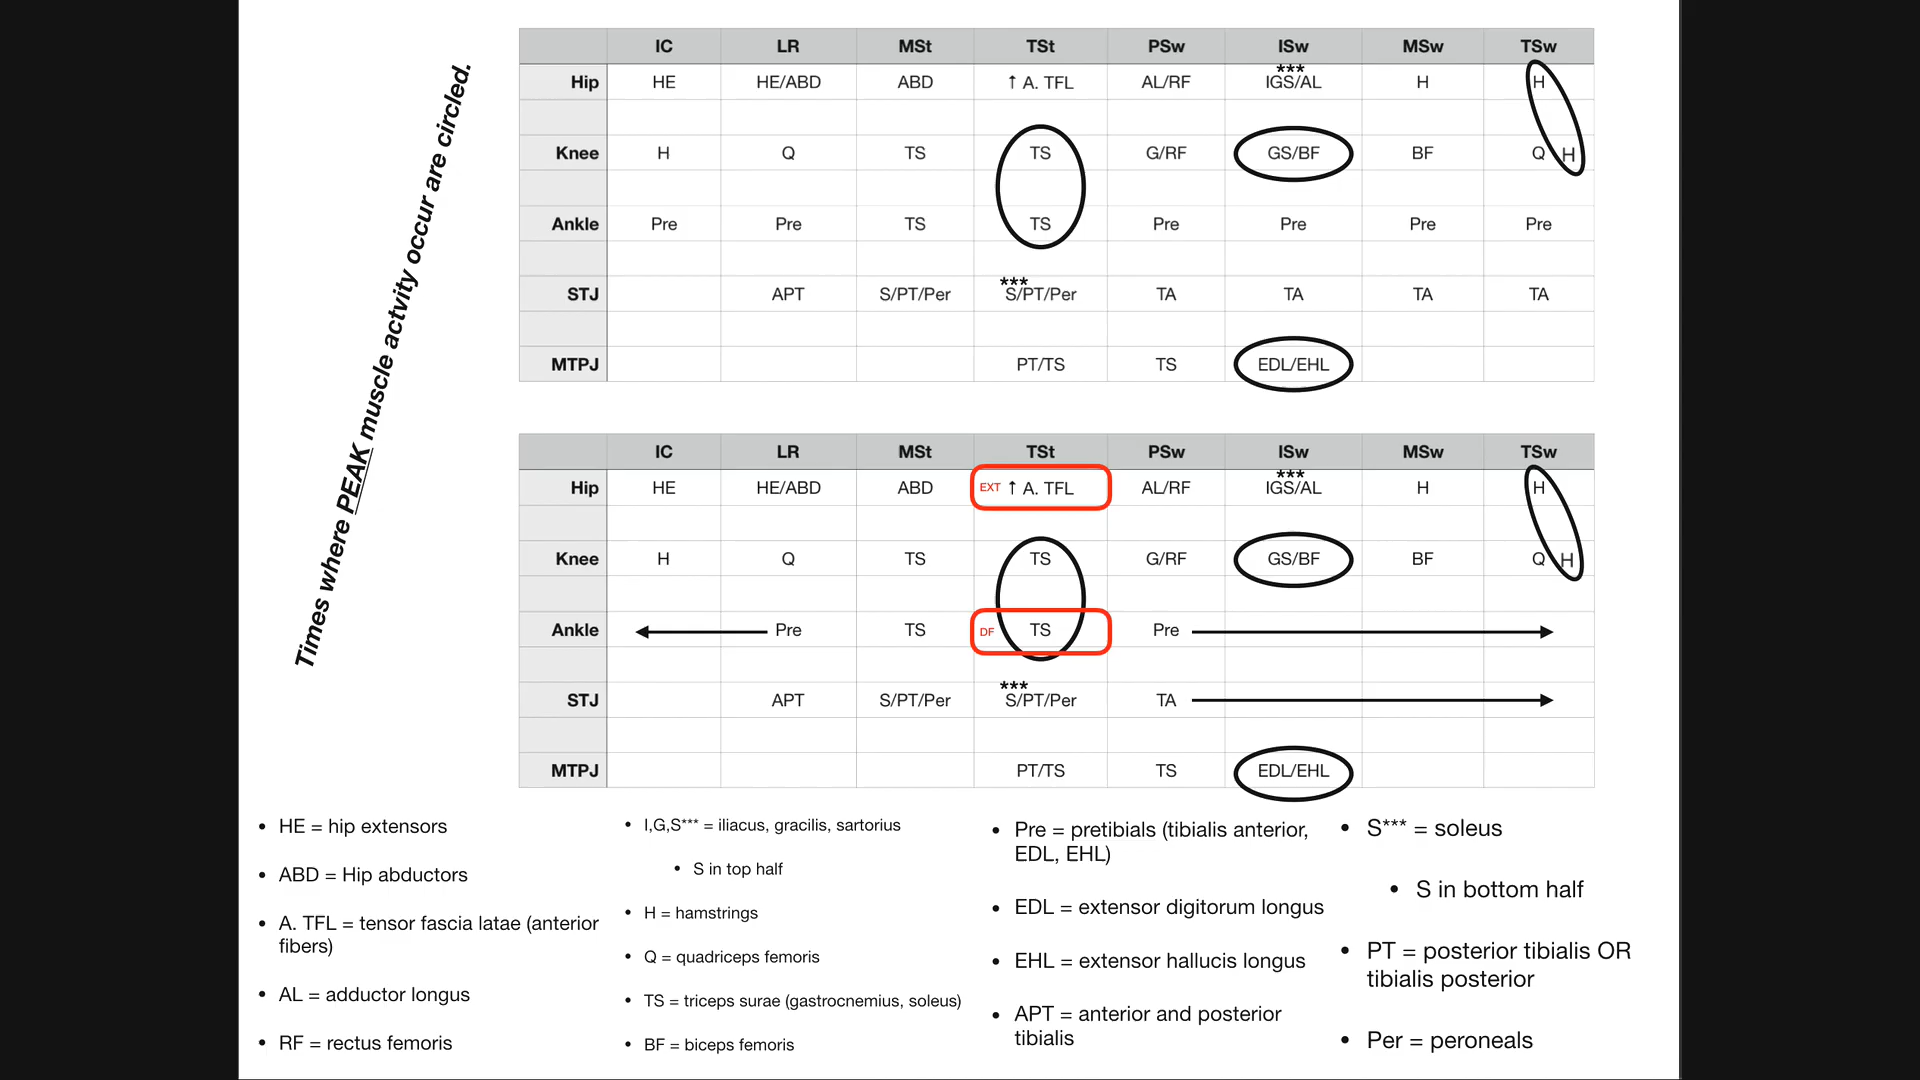 Times where PEAK muscle actvity occur are circled.
IC LR MSt TSt PSw ISw MSw TSw
Hip HE HE/ABD ABD ↑ A. TFL AL/RF *** IGS/AL H H
Knee H Q TS TS G/RF GS/BF BF Q H
Ankle Pre Pre TS TS Pre Pre Pre Pre
STJ APT S/PT/Per *** S/PT/Per TA TA TA TA
MTPJ PT/TS TS EDL/EHL
IC LR MSt TSt PSw ISw MSw TSw
Hip HE HE/ABD ABD EXT ↑ A. TFL AL/RF *** IGS/AL H H
Knee H Q TS TS G/RF GS/BF BF Q H
Ankle Pre TS DF TS Pre
STJ APT S/PT/Per *** S/PT/Per TA
MTPJ PT/TS TS EDL/EHL
• HE = hip extensors
• ABD = Hip abductors
• A. TFL = tensor fascia latae (anterior
fibers)
• AL = adductor longus
• RF = rectus femoris
• I,G,S*** = iliacus, gracilis, sartorius
• S in top half
• H = hamstrings
• Q = quadriceps femoris
• TS = triceps surae (gastrocnemius, soleus)
• BF = biceps femoris
• Pre = pretibials (tibialis anterior,
EDL, EHL)
• EDL = extensor digitorum longus
• EHL = extensor hallucis longus
• APT = anterior and posterior
tibialis
• S*** = soleus
• S in bottom half
• PT = posterior tibialis OR
tibialis posterior
• Per = peroneals